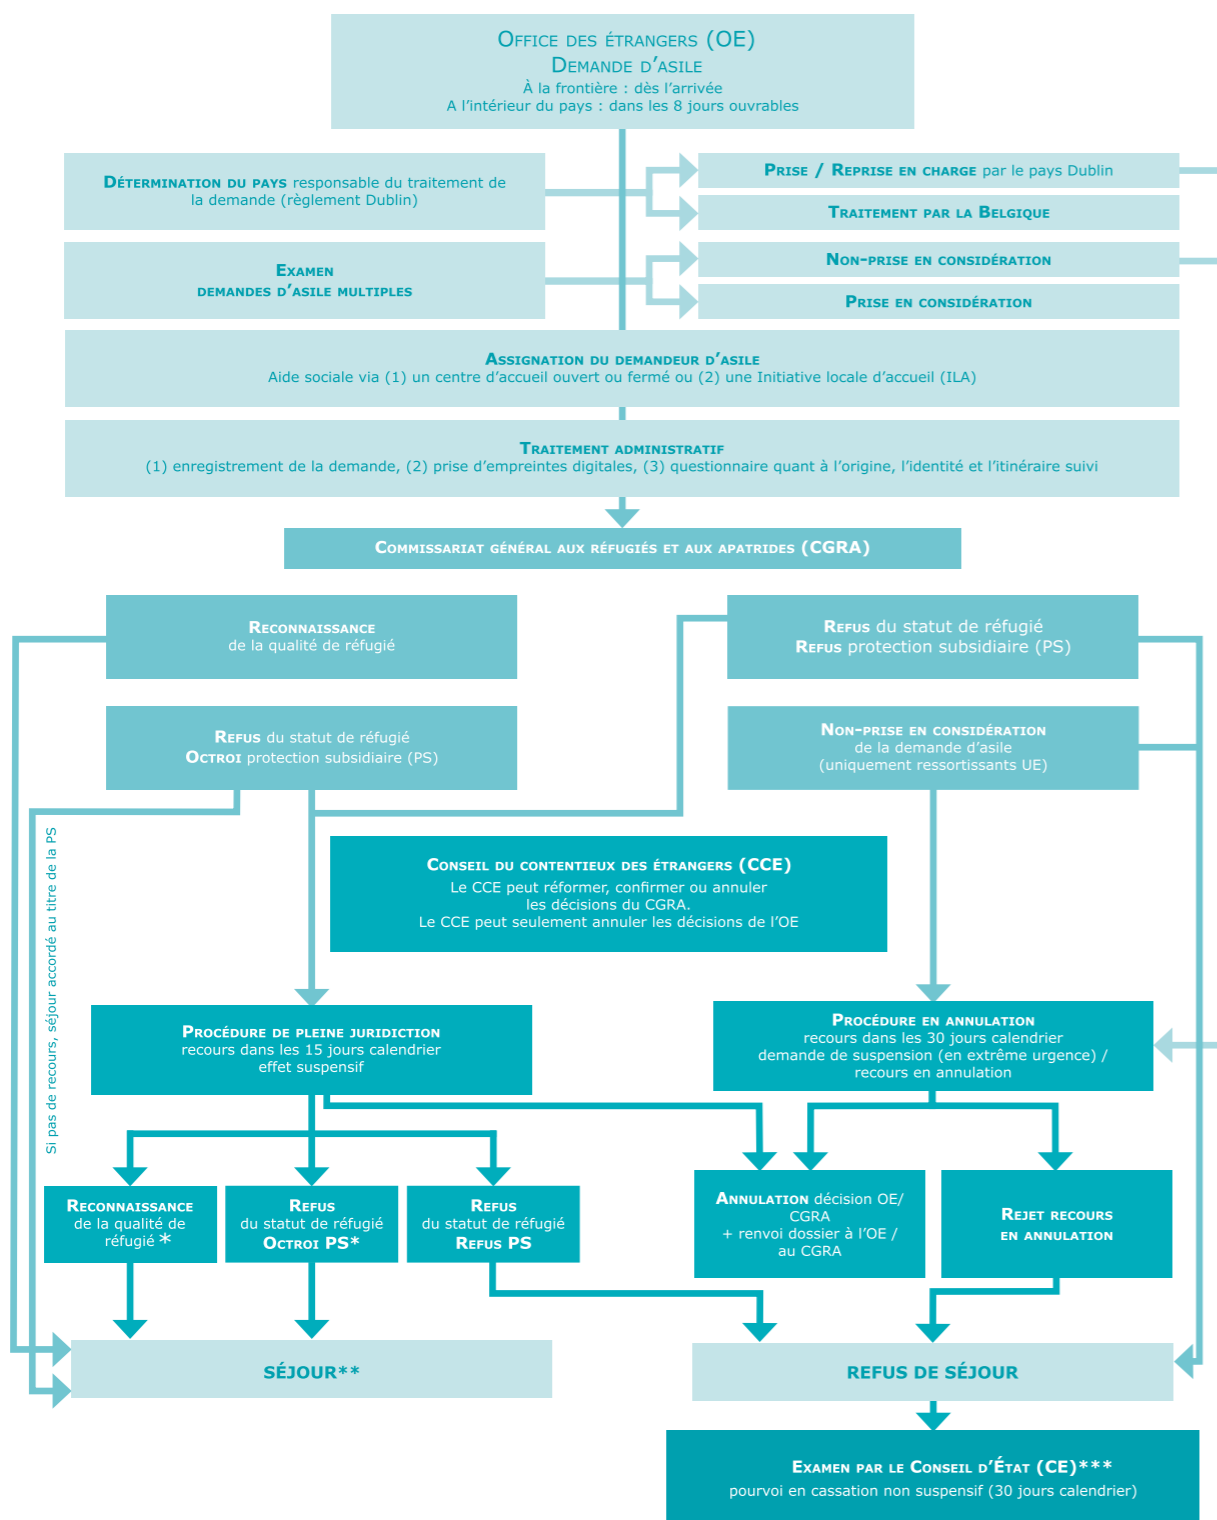 OFFICE DES ÉTRANGERS (OE)
DEMANDE D’ASILE
À la frontière : dès l’arrivée
A l’intérieur du pays : dans les 8 jours ouvrables
DÉTERMINATION DU PAYS responsable du traitement de
la demande (règlement Dublin)
PRISE / REPRISE EN CHARGE par le pays Dublin
TRAITEMENT PAR LA BELGIQUE
EXAMEN
DEMANDES D’ASILE MULTIPLES
NON-PRISE EN CONSIDÉRATION
PRISE EN CONSIDÉRATION
ASSIGNATION DU DEMANDEUR D’ASILE
Aide sociale via (1) un centre d’accueil ouvert ou fermé ou (2) une Initiative locale d’accueil (ILA)
TRAITEMENT ADMINISTRATIF
(1) enregistrement de la demande, (2) prise d’empreintes digitales, (3) questionnaire quant à l’origine, l’identité et l’itinéraire suivi
COMMISSARIAT GÉNÉRAL AUX RÉFUGIÉS ET AUX APATRIDES (CGRA)
RECONNAISSANCE
de la qualité de réfugié
REFUS du statut de réfugié
REFUS protection subsidiaire (PS)
REFUS du statut de réfugié
OCTROI protection subsidiaire (PS)
NON-PRISE EN CONSIDÉRATION
de la demande d’asile
(uniquement ressortissants UE)
Si pas de recours, séjour accordé au titre de la PS
CONSEIL DU CONTENTIEUX DES ÉTRANGERS (CCE)
Le CCE peut réformer, confirmer ou annuler
les décisions du CGRA.
Le CCE peut seulement annuler les décisions de l’OE
PROCÉDURE DE PLEINE JURIDICTION
recours dans les 15 jours calendrier
effet suspensif
PROCÉDURE EN ANNULATION
recours dans les 30 jours calendrier
demande de suspension (en extrême urgence) /
recours en annulation
RECONNAISSANCE
de la qualité de
réfugié *
REFUS
du statut de réfugié
OCTROI PS*
REFUS
du statut de réfugié
REFUS PS
ANNULATION décision OE/
CGRA
+ renvoi dossier à l’OE /
au CGRA
REJET RECOURS
EN ANNULATION
SÉJOUR**
REFUS DE SÉJOUR
EXAMEN PAR LE CONSEIL D’ÉTAT (CE)***
pourvoi en cassation non suspensif (30 jours calendrier)